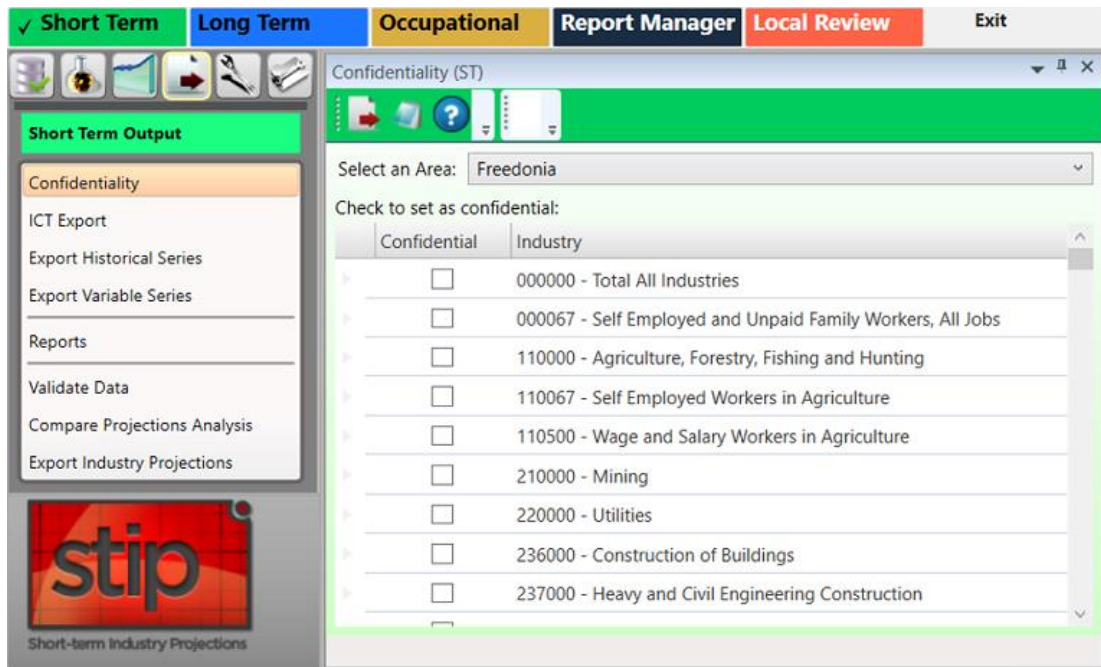 ✓ Short Term
Long Term
Occupational
Report Manager
Local Review
Exit
Short Term Output
Confidentiality
ICT Export
Export Historical Series
Export Variable Series
Reports
Validate Data
Compare Projections Analysis
Export Industry Projections
stip
Short-term Industry Projections
Confidentiality (ST)
?
Select an Area: Freedonia
Check to set as confidential:
Confidential Industry
000000 - Total All Industries
000067 - Self Employed and Unpaid Family Workers, All Jobs
110000 - Agriculture, Forestry, Fishing and Hunting
110067 - Self Employed Workers in Agriculture
110500 - Wage and Salary Workers in Agriculture
210000 - Mining
220000 - Utilities
236000 - Construction of Buildings
237000 - Heavy and Civil Engineering Construction